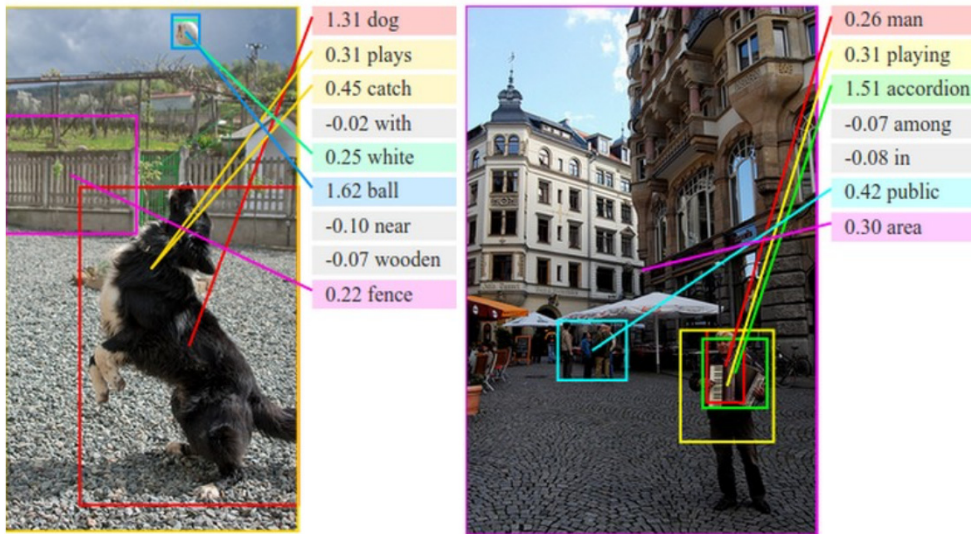 1.31 dog
0.31 plays
0.45 catch
-0.02 with
0.25 white
1.62 ball
-0.10 near
-0.07 wooden
0.22 fence
0.26 man
0.31 playing
1.51 accordion
-0.07 among
-0.08 in
0.42 public
0.30 area